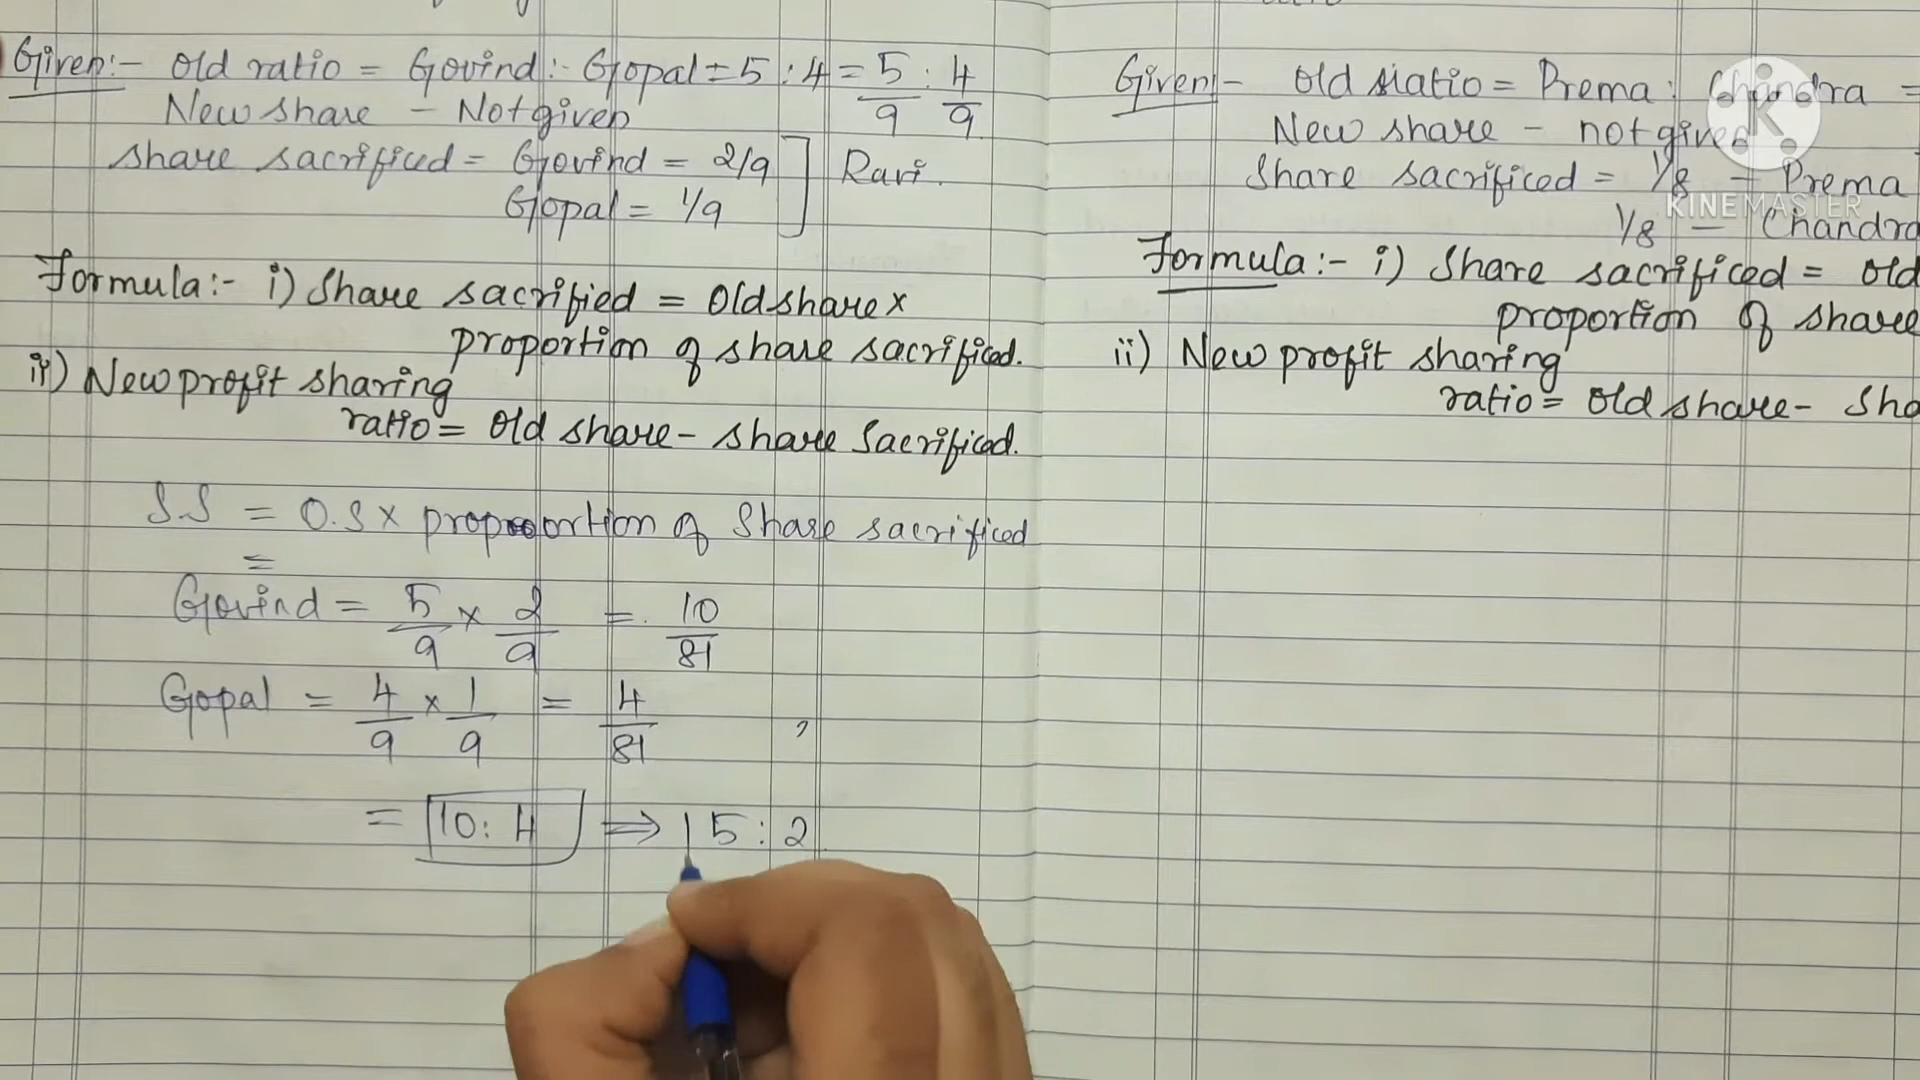 Given:- Old ratio = Govind:- Gopal = 5 : 4 = 5/9 : 4/9
New share - Not given
share sacrificed = Govind = 2/9
Gopal = 1/9 ] Ravi.
Formula:- i) Share sacrified = Old share x
proportion of share sacrificed.
ii) New profit sharing
ratio = Old share - share Sacrificed.
S.S = O.S x proportion of Share sacrificed
=
Govind = 5/9 x 2/9 = 10/81
Gopal = 4/9 x 1/9 = 4/81 ,
= 10 : 4 ⇒ 5 : 2
Given:- Old ratio = Prema : Chandra =
New share - not given
Share sacrificed = 1/8 - Prema
1/8 - Chandra
Formula:- i) Share sacrificed = Old
proportion of share
ii) New profit sharing
ratio = Old share - Sha
K
KINEMASTER